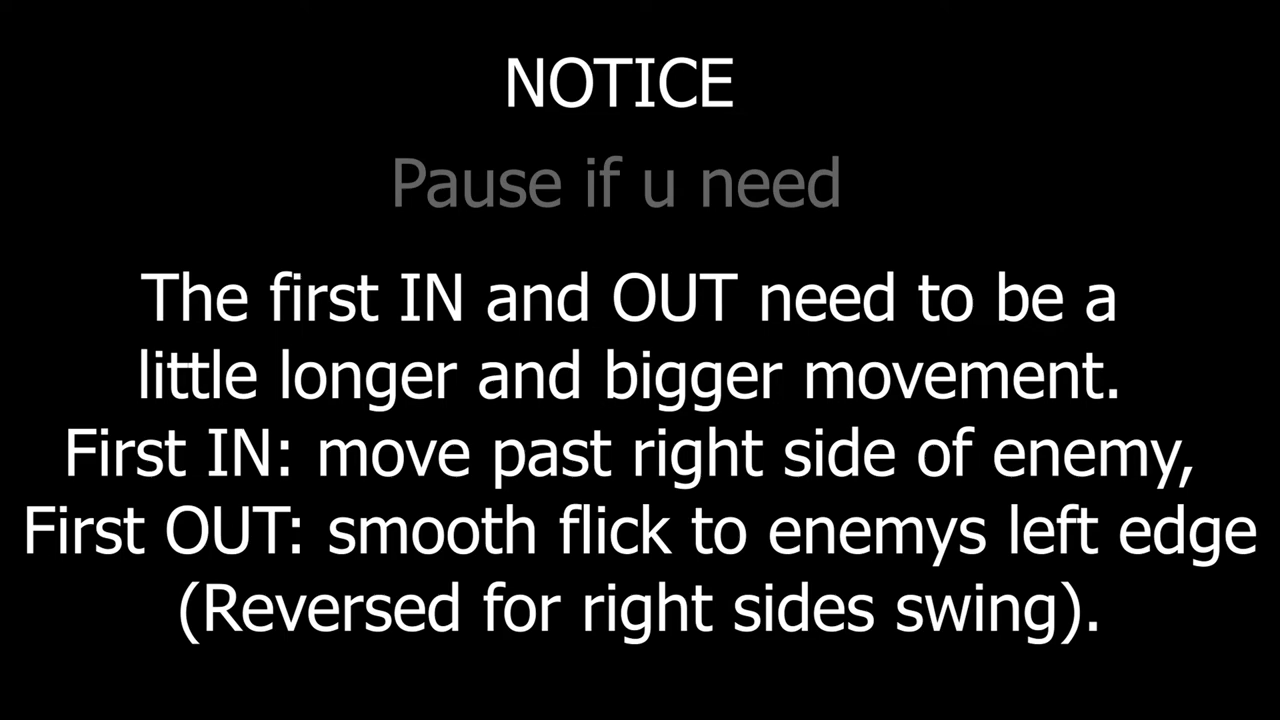 NOTICE
Pause if u need
The first IN and OUT need to be a
little longer and bigger movement.
First IN: move past right side of enemy,
First OUT: smooth flick to enemys left edge
(Reversed for right sides swing).